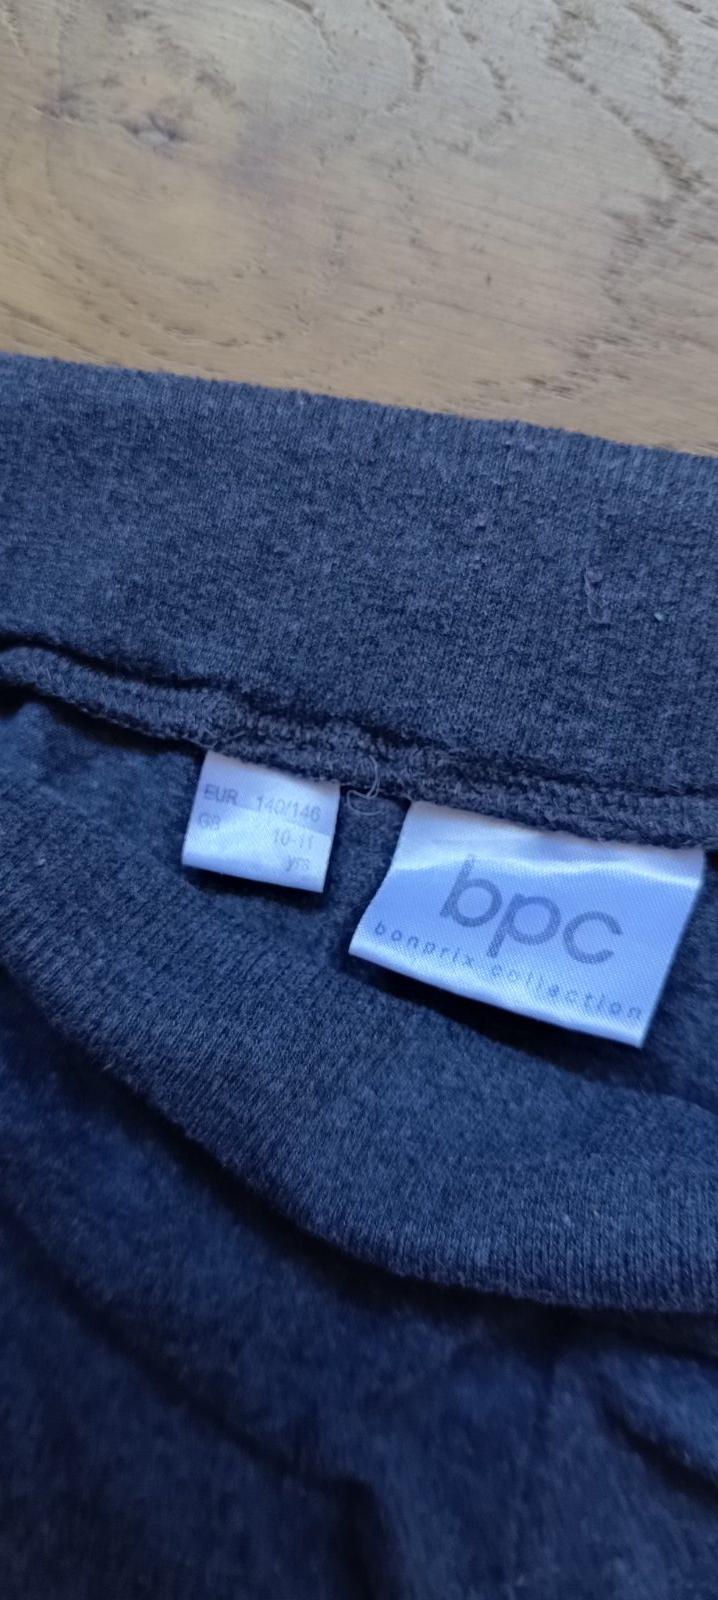 EUR 140/146
GB 10-11
yrs
bpc
bonprix collection